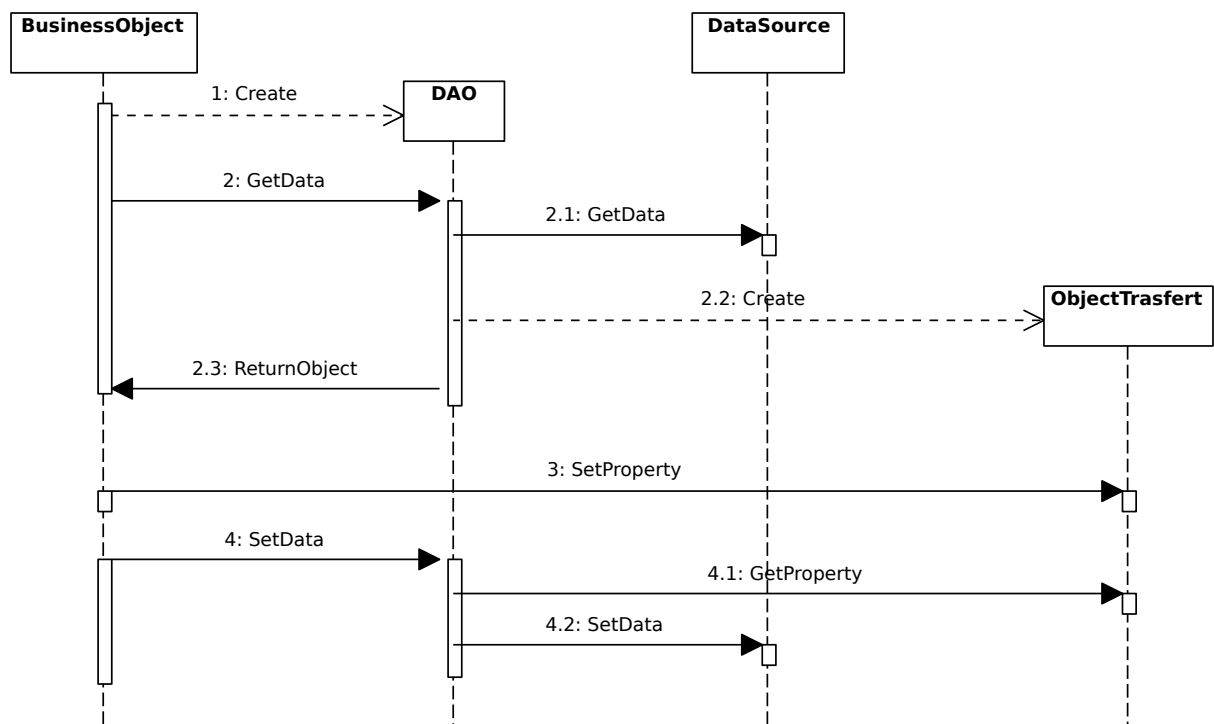 BusinessObject
DataSource
1: Create
DAO
2: GetData
2.1: GetData
2.2: Create
ObjectTrasfert
2.3: ReturnObject
3: SetProperty
4: SetData
4.1: GetProperty
4.2: SetData